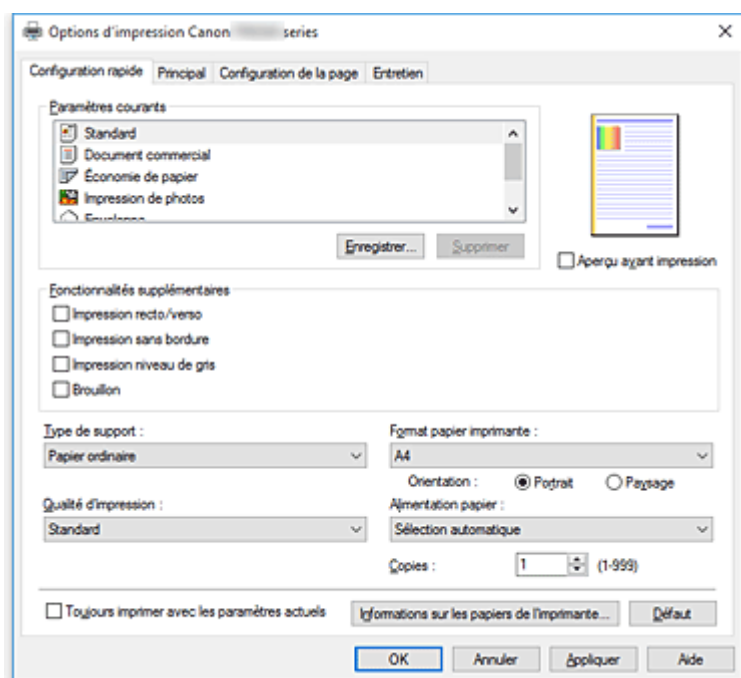 Options d'impression Canon series
Configuration rapide Principal Configuration de la page Entretien
Paramètres courants
Standard
Document commercial
Économie de papier
Impression de photos
Enveloppe
Enregistrer... Supprimer
Aperçu avant impression
Fonctionnalités supplémentaires
Impression recto/verso
Impression sans bordure
Impression niveau de gris
Brouillon
Type de support : Format papier imprimante :
Papier ordinaire A4
Orientation : Portrait Paysage
Qualité d'impression : Alimentation papier :
Standard Sélection automatique
Copies : 1 (1-999)
Toujours imprimer avec les paramètres actuels Informations sur les papiers de l'imprimante... Défaut
OK Annuler Appliquer Aide